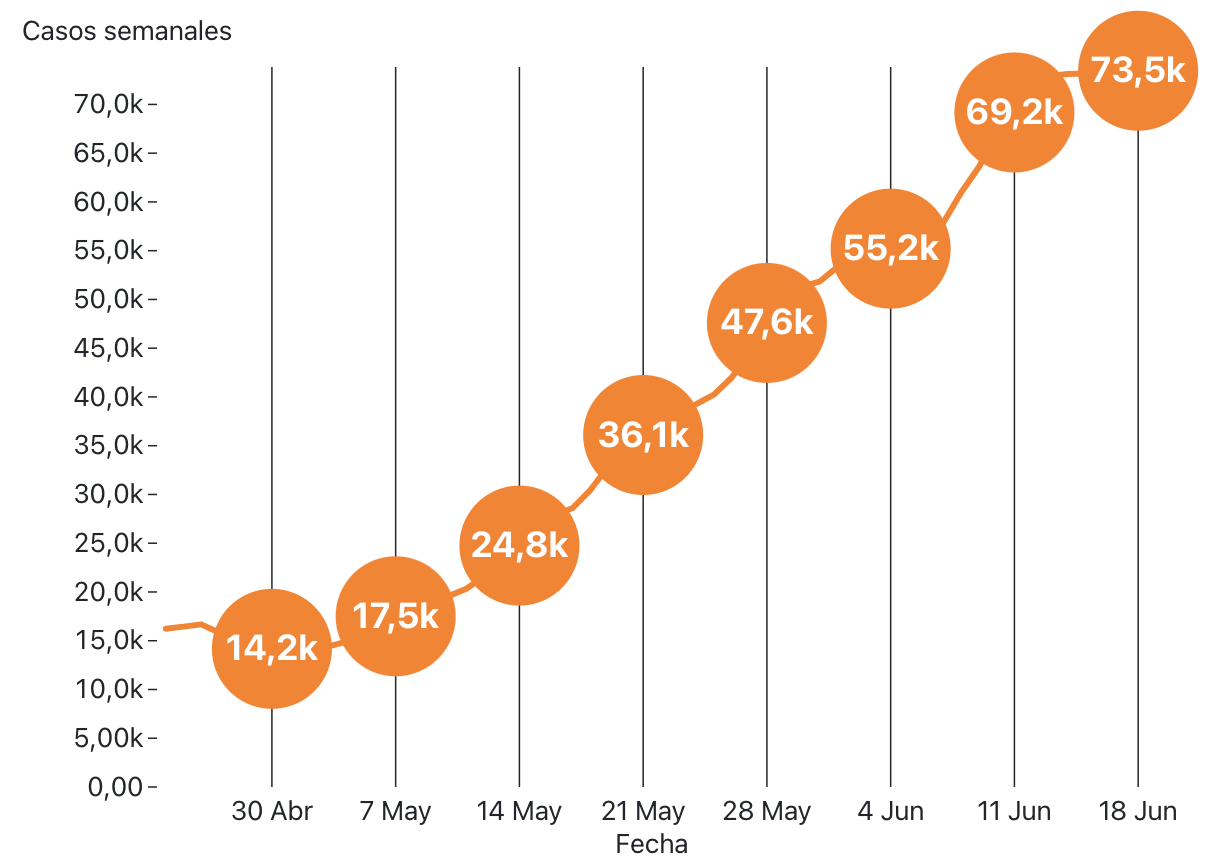 Casos semanales
73,5k
70,0k
69,2k
65,0k
60,0k
55,0k
55,2k
50,0k
47,6k
45,0k
40,0k
35,0k
36,1k
30,0k
25,0k
24,8k
20,0k
17,5k
15,0k
14,2k
10,0k
5,00k
0,00
30 Abr 7 May 14 May 21 May 28 May 4 Jun 11 Jun 18 Jun
Fecha